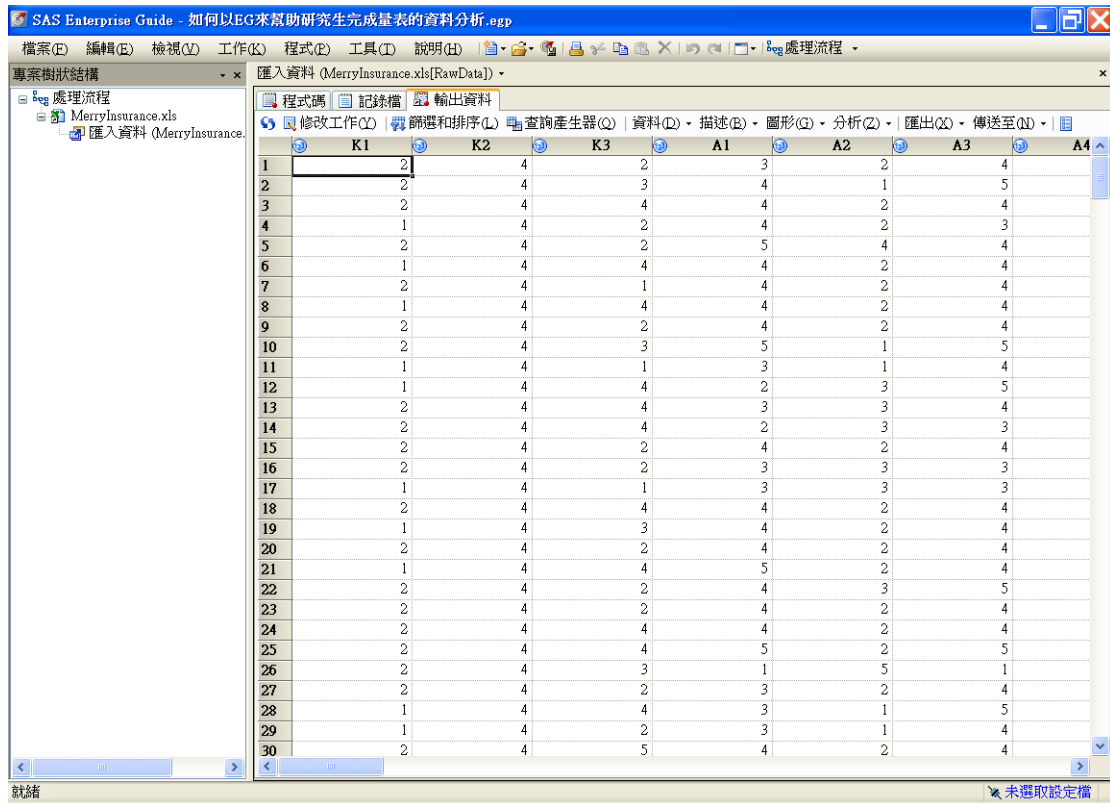 SAS Enterprise Guide - 如何以EG來幫助研究生完成量表的資料分析.egp
檔案(F) 編輯(E) 檢視(V) 工作(K) 程式(P) 工具(T) 說明(H) 處理流程
專案樹狀結構
處理流程
MerryInsurance.xls
匯入資料 (MerryInsurance.
匯入資料 (MerryInsurance.xls[RawData])
程式碼 記錄檔 輸出資料
修改工作(Y) 篩選和排序(L) 查詢產生器(Q) 資料(D) 描述(B) 圖形(G) 分析(Z) 匯出(X) 傳送至(N)
K1 K2 K3 A1 A2 A3 A4
1 2 4 2 3 2 4
2 2 4 3 4 1 5
3 2 4 4 4 2 4
4 1 4 2 4 2 3
5 2 4 2 5 4 4
6 1 4 4 4 2 4
7 2 4 1 4 2 4
8 1 4 4 4 2 4
9 2 4 2 4 2 4
10 2 4 3 5 1 5
11 1 4 1 3 1 4
12 1 4 4 2 3 5
13 2 4 4 3 3 4
14 2 4 4 2 3 3
15 2 4 2 4 2 4
16 2 4 2 3 3 3
17 1 4 1 3 3 3
18 2 4 4 4 2 4
19 1 4 3 4 2 4
20 2 4 2 4 2 4
21 1 4 4 5 2 4
22 2 4 2 4 3 5
23 2 4 2 4 2 4
24 2 4 4 4 2 4
25 2 4 4 5 2 5
26 2 4 3 1 5 1
27 2 4 2 3 2 4
28 1 4 4 3 1 5
29 1 4 2 3 1 4
30 2 4 5 4 2 4
就緒
未選取設定檔